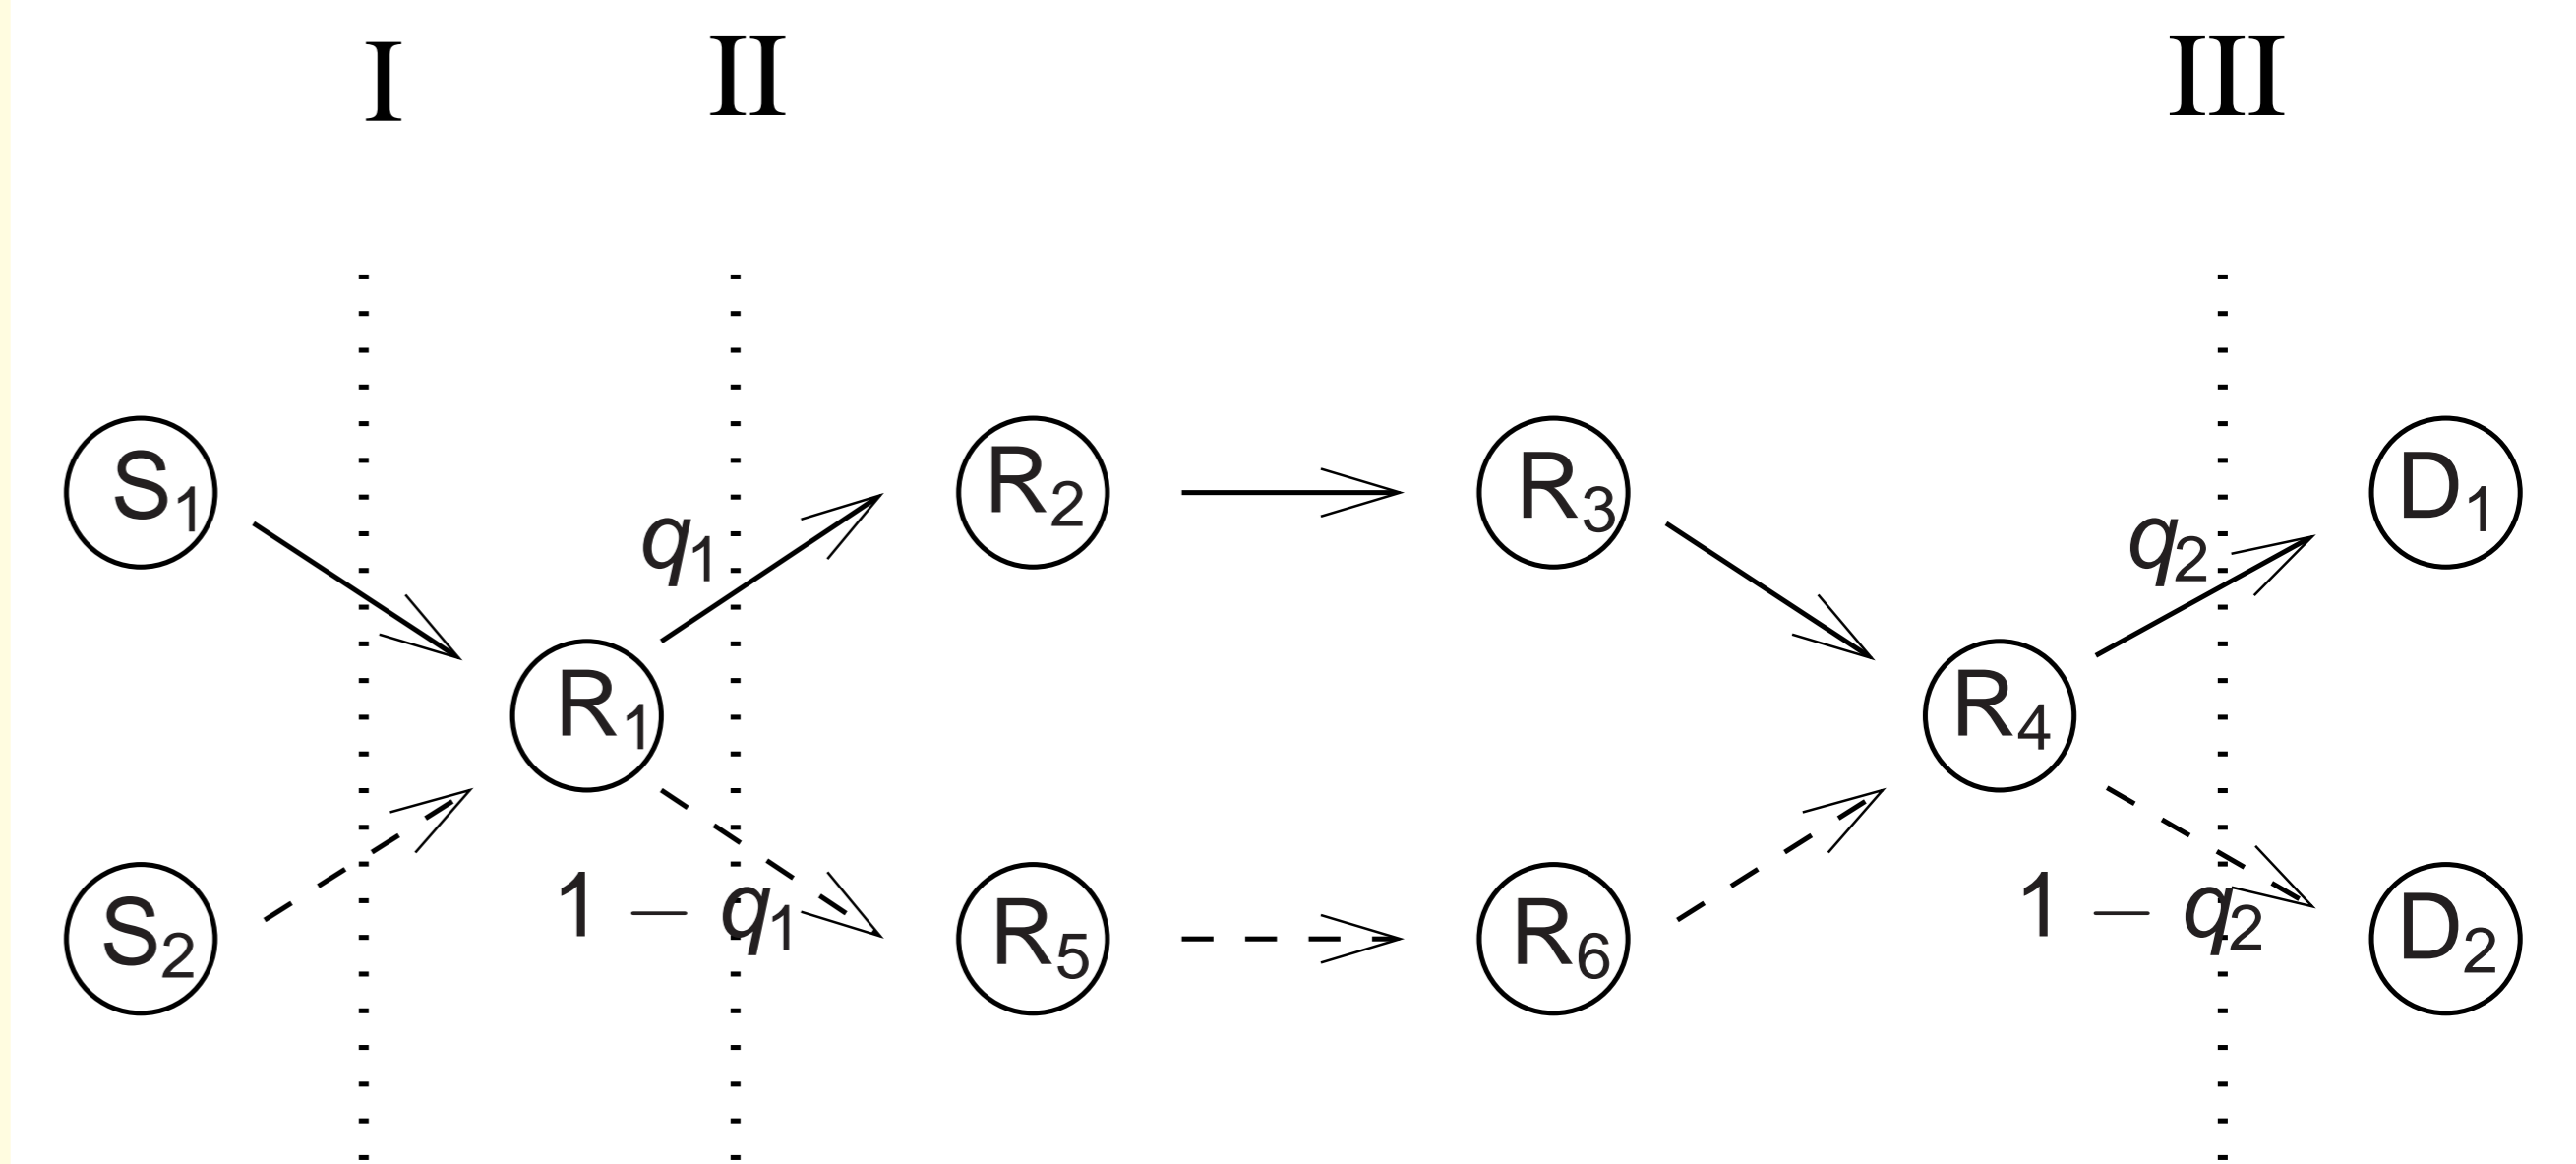 I II III
S1 R2 R3 D1
q1 q2
R1 R4
1 − q1 1 − q2
S2 R5 R6 D2